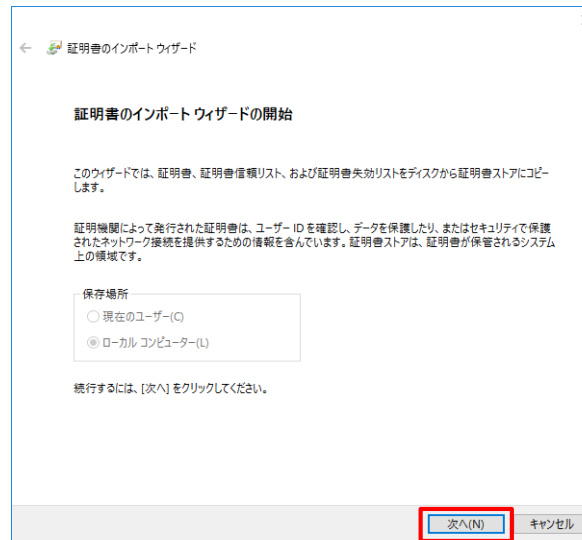 証明書のインポート ウィザード
証明書のインポート ウィザードの開始
このウィザードでは、証明書、証明書信頼リスト、および証明書失効リストをディスクから証明書ストアにコピー
します。
証明機関によって発行された証明書は、ユーザー ID を確認し、データを保護したり、またはセキュリティで保護
されたネットワーク接続を提供するための情報を含んでいます。証明書ストアは、証明書が保管されるシステム
上の領域です。
保存場所
現在のユーザー(C)
ローカル コンピューター(L)
続行するには、[次へ] をクリックしてください。
次へ(N)
キャンセル